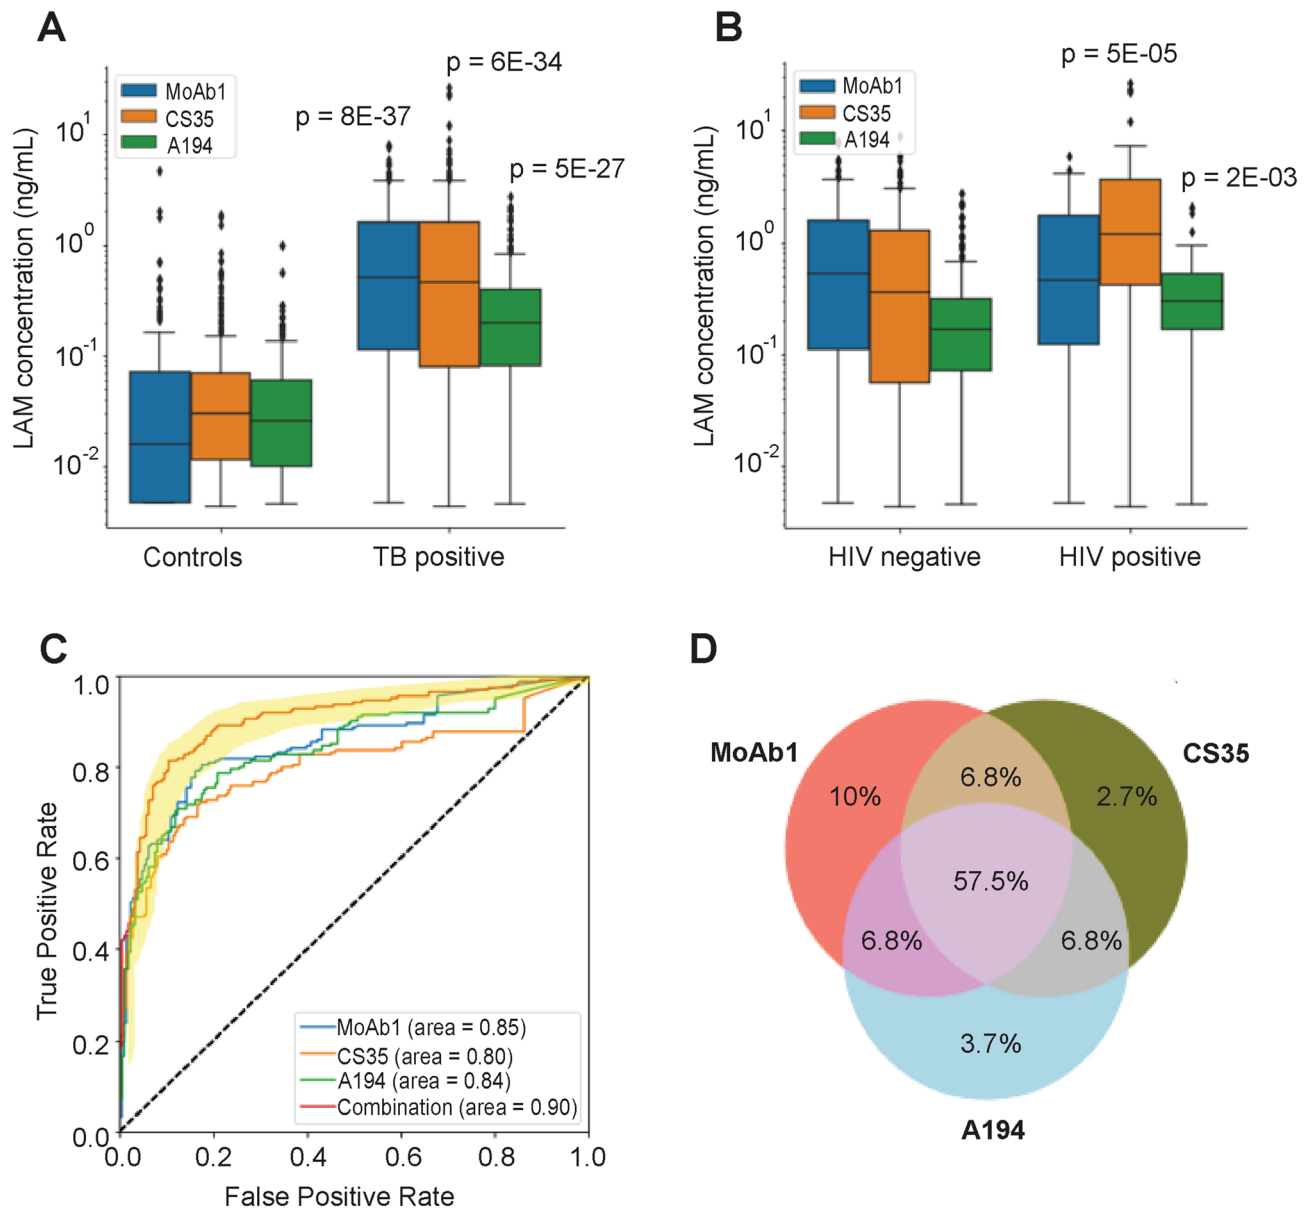 A
p = 6E-34
p = 8E-37
p = 5E-27
MoAb1
CS35
A194
LAM concentration (ng/mL)
10^1
10^0
10^-1
10^-2
Controls
TB positive
B
p = 5E-05
p = 2E-03
MoAb1
CS35
A194
LAM concentration (ng/mL)
10^1
10^0
10^-1
10^-2
HIV negative
HIV positive
C
True Positive Rate
1.0
0.8
0.6
0.4
0.2
0.0
MoAb1 (area = 0.85)
CS35 (area = 0.80)
A194 (area = 0.84)
Combination (area = 0.90)
0.0 0.2 0.4 0.6 0.8 1.0
False Positive Rate
D
MoAb1
CS35
6.8%
10%
2.7%
57.5%
6.8%
6.8%
3.7%
A194